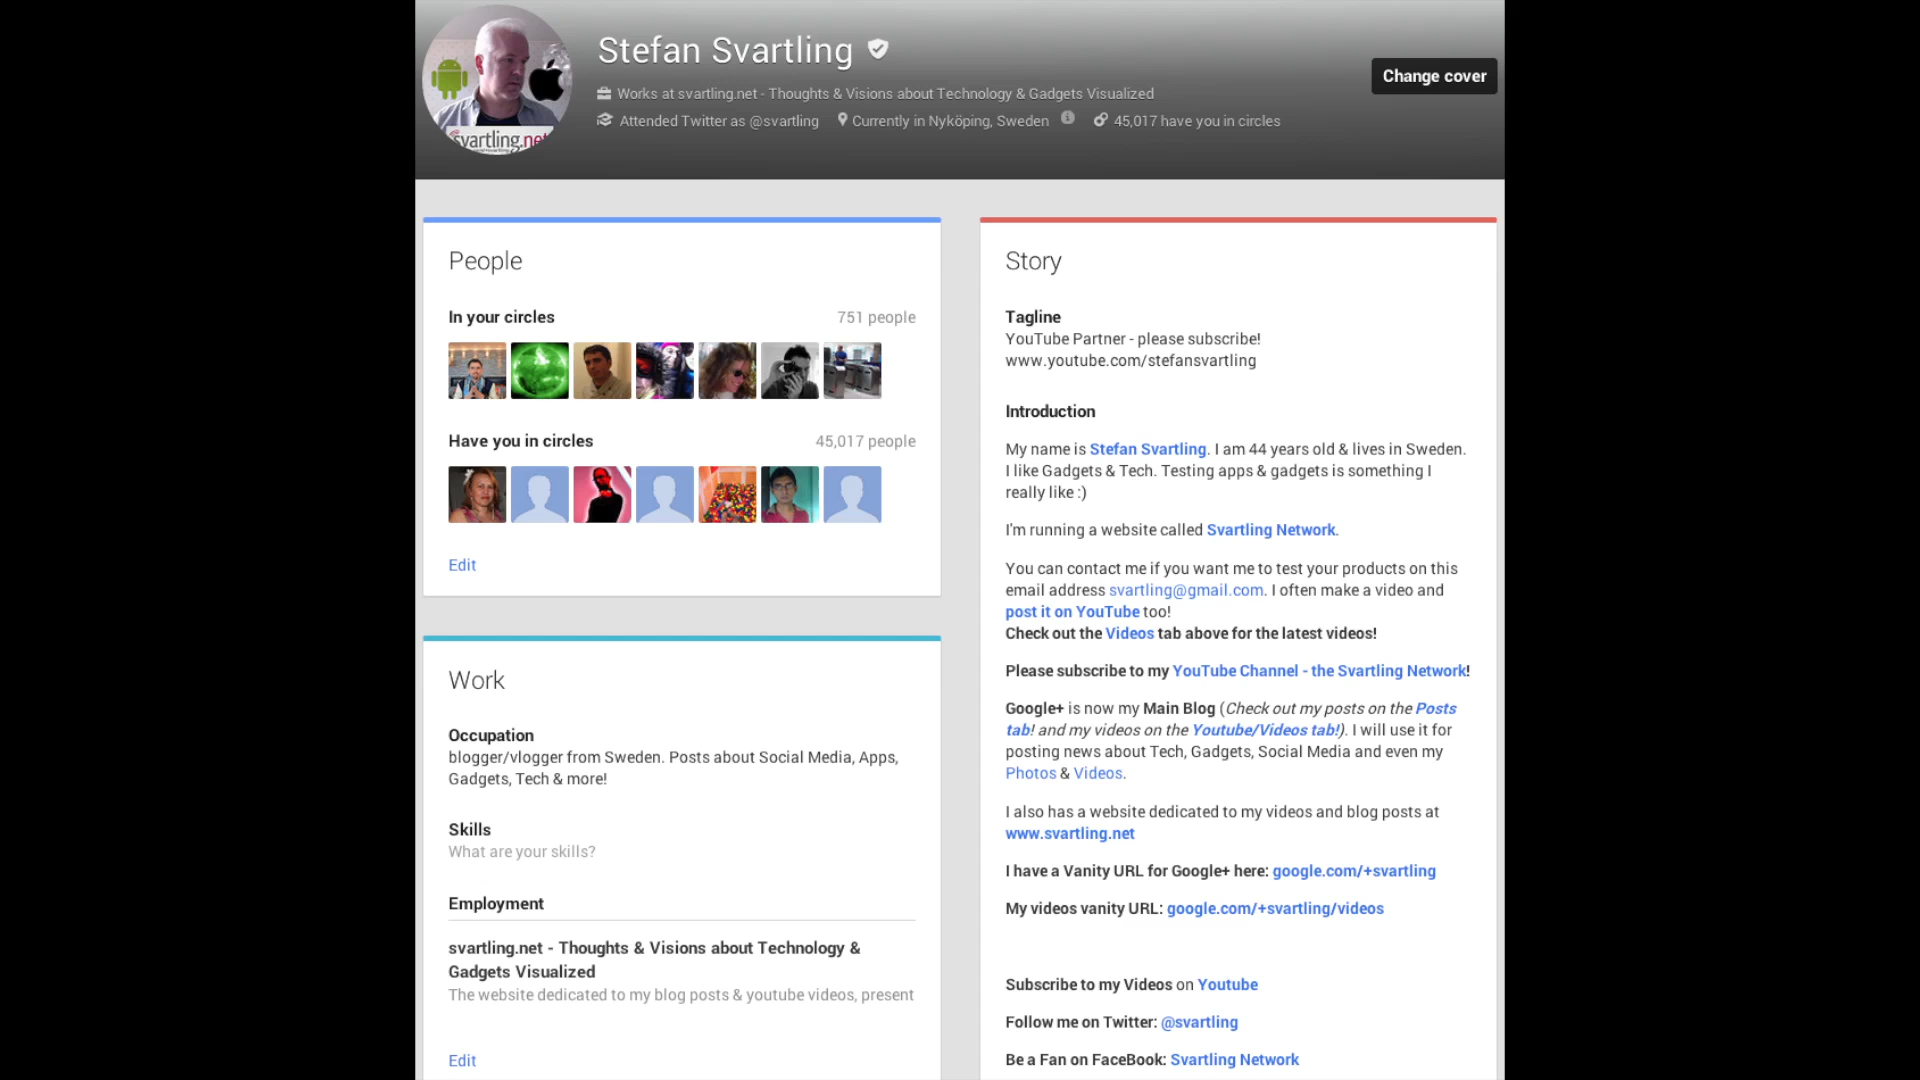 Stefan Svartling
Works at svartling.net - Thoughts & Visions about Technology & Gadgets Visualized
Attended Twitter as @svartling Currently in Nyköping, Sweden 45,017 have you in circles
Change cover
svartling.net
People
In your circles 751 people
Have you in circles 45,017 people
Edit
Work
Occupation
blogger/vlogger from Sweden. Posts about Social Media, Apps,
Gadgets, Tech & more!
Skills
What are your skills?
Employment
svartling.net - Thoughts & Visions about Technology &
Gadgets Visualized
The website dedicated to my blog posts & youtube videos, present
Edit
Story
Tagline
YouTube Partner - please subscribe!
www.youtube.com/stefansvartling
Introduction
My name is Stefan Svartling. I am 44 years old & lives in Sweden.
I like Gadgets & Tech. Testing apps & gadgets is something I
really like :)
I'm running a website called Svartling Network.
You can contact me if you want me to test your products on this
email address svartling@gmail.com. I often make a video and
post it on YouTube too!
Check out the Videos tab above for the latest videos!
Please subscribe to my YouTube Channel - the Svartling Network!
Google+ is now my Main Blog (Check out my posts on the Posts
tab! and my videos on the Youtube/Videos tab!). I will use it for
posting news about Tech, Gadgets, Social Media and even my
Photos & Videos.
I also has a website dedicated to my videos and blog posts at
www.svartling.net
I have a Vanity URL for Google+ here: google.com/+svartling
My videos vanity URL: google.com/+svartling/videos
Subscribe to my Videos on Youtube
Follow me on Twitter: @svartling
Be a Fan on FaceBook: Svartling Network